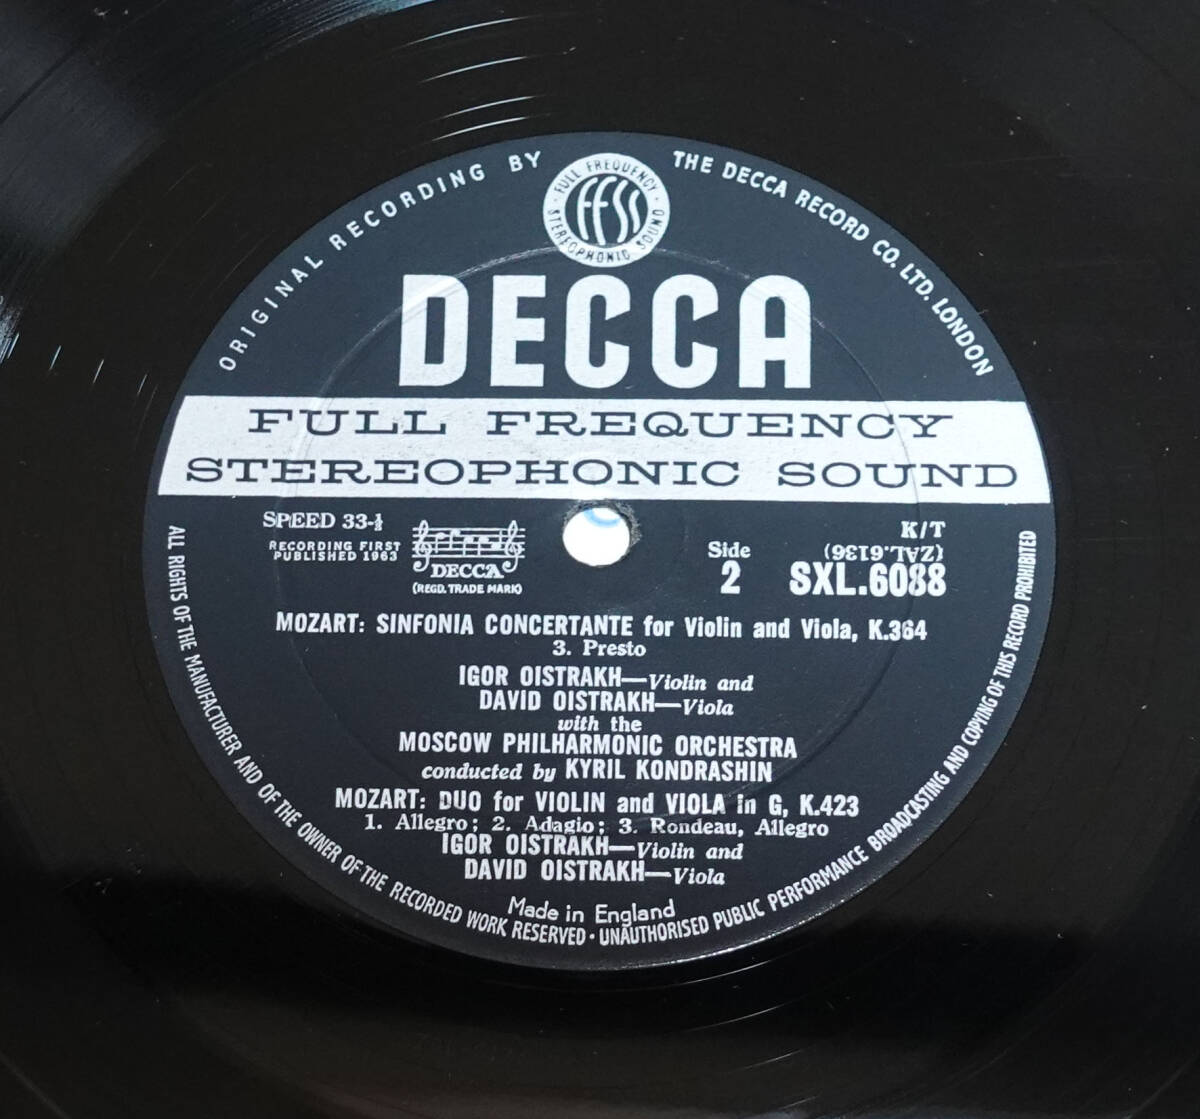 ORIGINAL RECORDING BY THE DECCA RECORD CO. LTD. LONDON
FULL FREQUENCY
FFSS
STEREOPHONIC SOUND
DECCA
FULL FREQUENCY
STEREOPHONIC SOUND
SPEED 33-⅓
RECORDING FIRST
PUBLISHED 1963
DECCA
(REGD. TRADE MARK)
Side
2
K/T
(ZAL.6136)
SXL.6088
MOZART: SINFONIA CONCERTANTE for Violin and Viola, K.364
3. Presto
IGOR OISTRAKH—Violin and
DAVID OISTRAKH—Viola
with the
MOSCOW PHILHARMONIC ORCHESTRA
conducted by KYRIL KONDRASHIN
MOZART: DUO for VIOLIN and VIOLA in G, K.423
1. Allegro; 2. Adagio; 3. Rondeau, Allegro
IGOR OISTRAKH—Violin and
DAVID OISTRAKH—Viola
Made in England
ALL RIGHTS OF THE MANUFACTURER AND OF THE OWNER OF THE RECORDED WORK RESERVED · UNAUTHORISED PUBLIC PERFORMANCE BROADCASTING AND COPYING OF THIS RECORD PROHIBITED